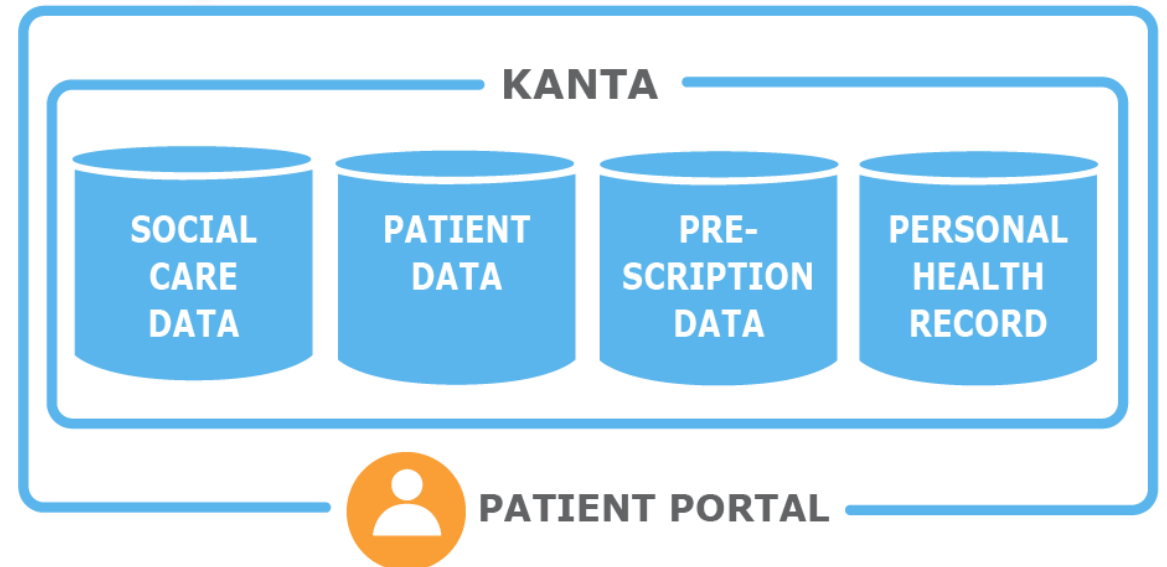 KANTA
SOCIAL
CARE
DATA
PATIENT
DATA
PRE-
SCRIPTION
DATA
PERSONAL
HEALTH
RECORD
PATIENT PORTAL